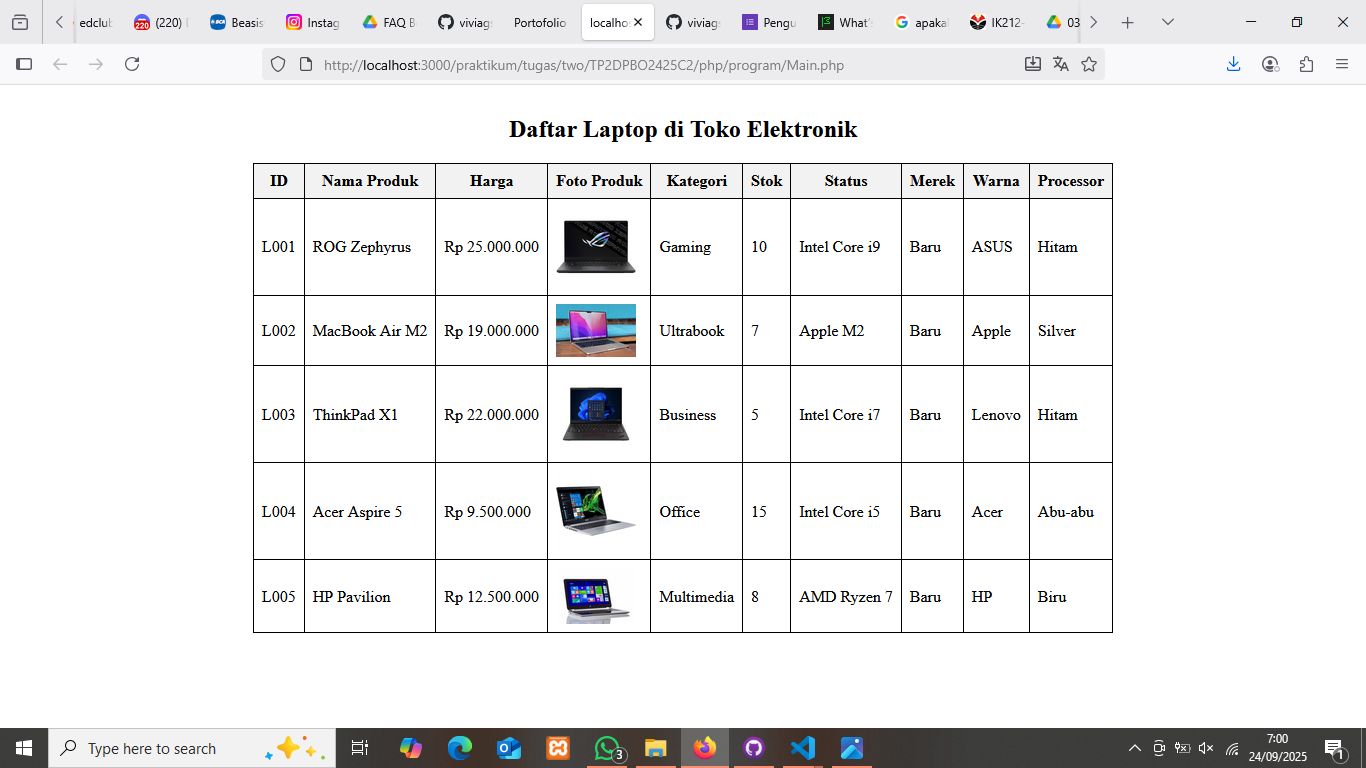 edclub
(220)
Beasis
Instag
FAQ B
viviag
Portofolio
localhos
viviag
Pengu
What'
apakal
IK212-
03
http://localhost:3000/praktikum/tugas/two/TP2DPBO2425C2/php/program/Main.php
Daftar Laptop di Toko Elektronik
ID Nama Produk Harga Foto Produk Kategori Stok Status Merek Warna Processor
L001 ROG Zephyrus Rp 25.000.000 Gaming 10 Intel Core i9 Baru ASUS Hitam
L002 MacBook Air M2 Rp 19.000.000 Ultrabook 7 Apple M2 Baru Apple Silver
L003 ThinkPad X1 Rp 22.000.000 Business 5 Intel Core i7 Baru Lenovo Hitam
L004 Acer Aspire 5 Rp 9.500.000 Office 15 Intel Core i5 Baru Acer Abu-abu
L005 HP Pavilion Rp 12.500.000 Multimedia 8 AMD Ryzen 7 Baru HP Biru
Type here to search
3
7:00
24/09/2025
1